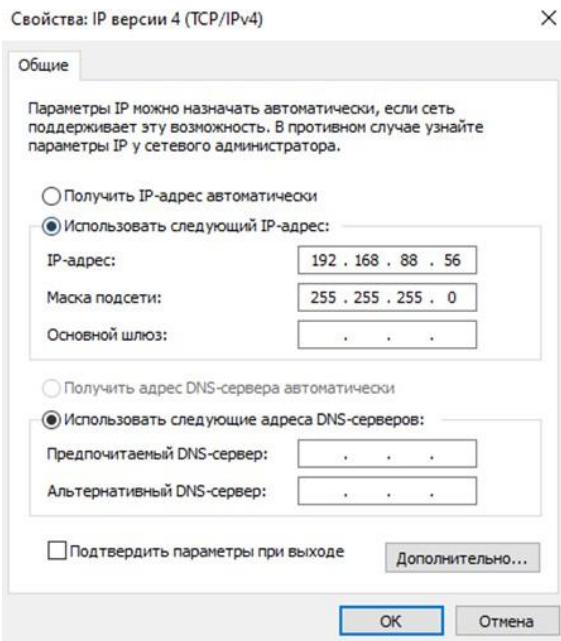 Свойства: IP версии 4 (TCP/IPv4)
Общие
Параметры IP можно назначать автоматически, если сеть
поддерживает эту возможность. В противном случае узнайте
параметры IP у сетевого администратора.
Получить IP-адрес автоматически
Использовать следующий IP-адрес:
IP-адрес: 192 . 168 . 88 . 56
Маска подсети: 255 . 255 . 255 . 0
Основной шлюз: . . .
Получить адрес DNS-сервера автоматически
Использовать следующие адреса DNS-серверов:
Предпочитаемый DNS-сервер: . . .
Альтернативный DNS-сервер: . . .
Подтвердить параметры при выходе Дополнительно...
ОК Отмена